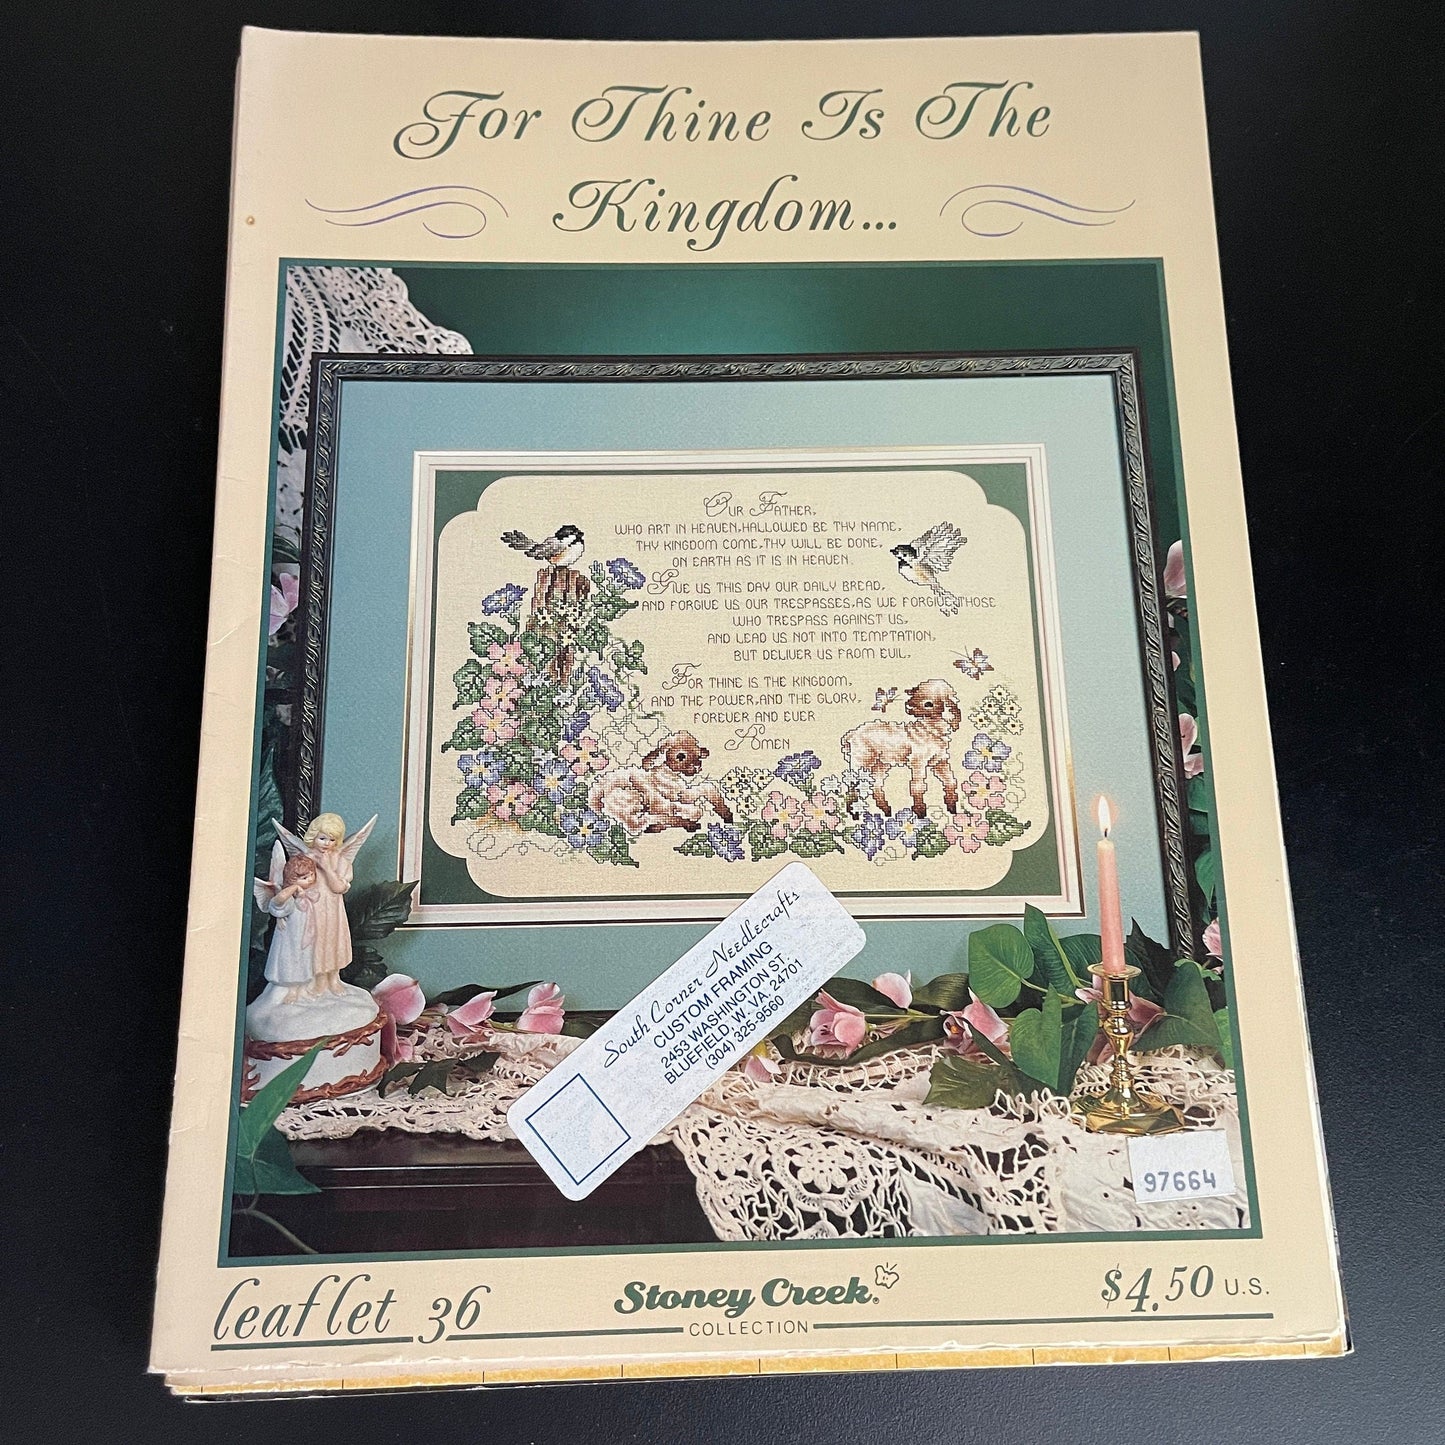 For Thine Is The
Kingdom...
Our Father,
who art in heaven,hallowed be thy name,
thy kingdom come,thy will be done,
on earth as it is in heaven.
Give us this day our daily bread,
and forgive us our trespasses,as we forgive those
who trespass against us,
and lead us not into temptation,
but deliver us from evil.
For thine is the kingdom,
and the power,and the glory,
forever and ever
Amen
South Corner Needlecrafts
CUSTOM FRAMING
2453 WASHINGTON ST.
BLUEFIELD, W. VA. 24701
(304) 325-9560
97664
leaflet 36
Stoney Creek®
COLLECTION
$4.50 U.S.